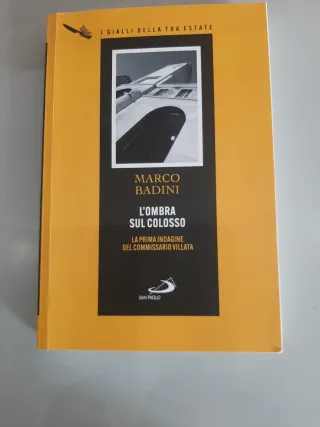 I GIALLI DELLA TUA ESTATE
MARCO
BADINI
L'OMBRA
SUL COLOSSO
LA PRIMA INDAGINE
DEL COMMISSARIO VILLATA
SAN PAOLO